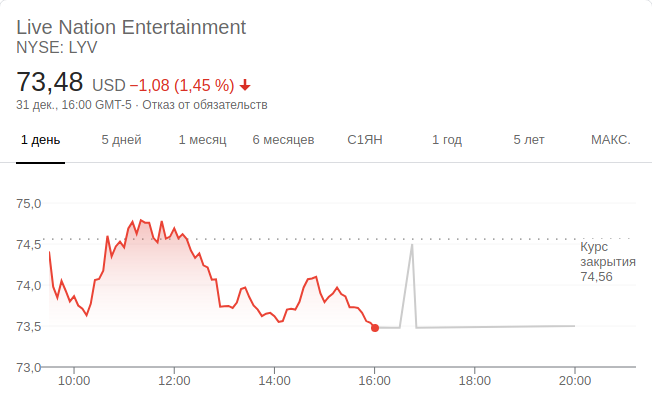 Live Nation Entertainment
NYSE: LYV
73,48 USD −1,08 (1,45 %)
31 дек., 16:00 GMT-5 · Отказ от обязательств
1 день 5 дней 1 месяц 6 месяцев С1ЯН 1 год 5 лет МАКС.
75,0
74,5
Курс
закрытия
74,56
74,0
73,5
73,0
10:00 12:00 14:00 16:00 18:00 20:00